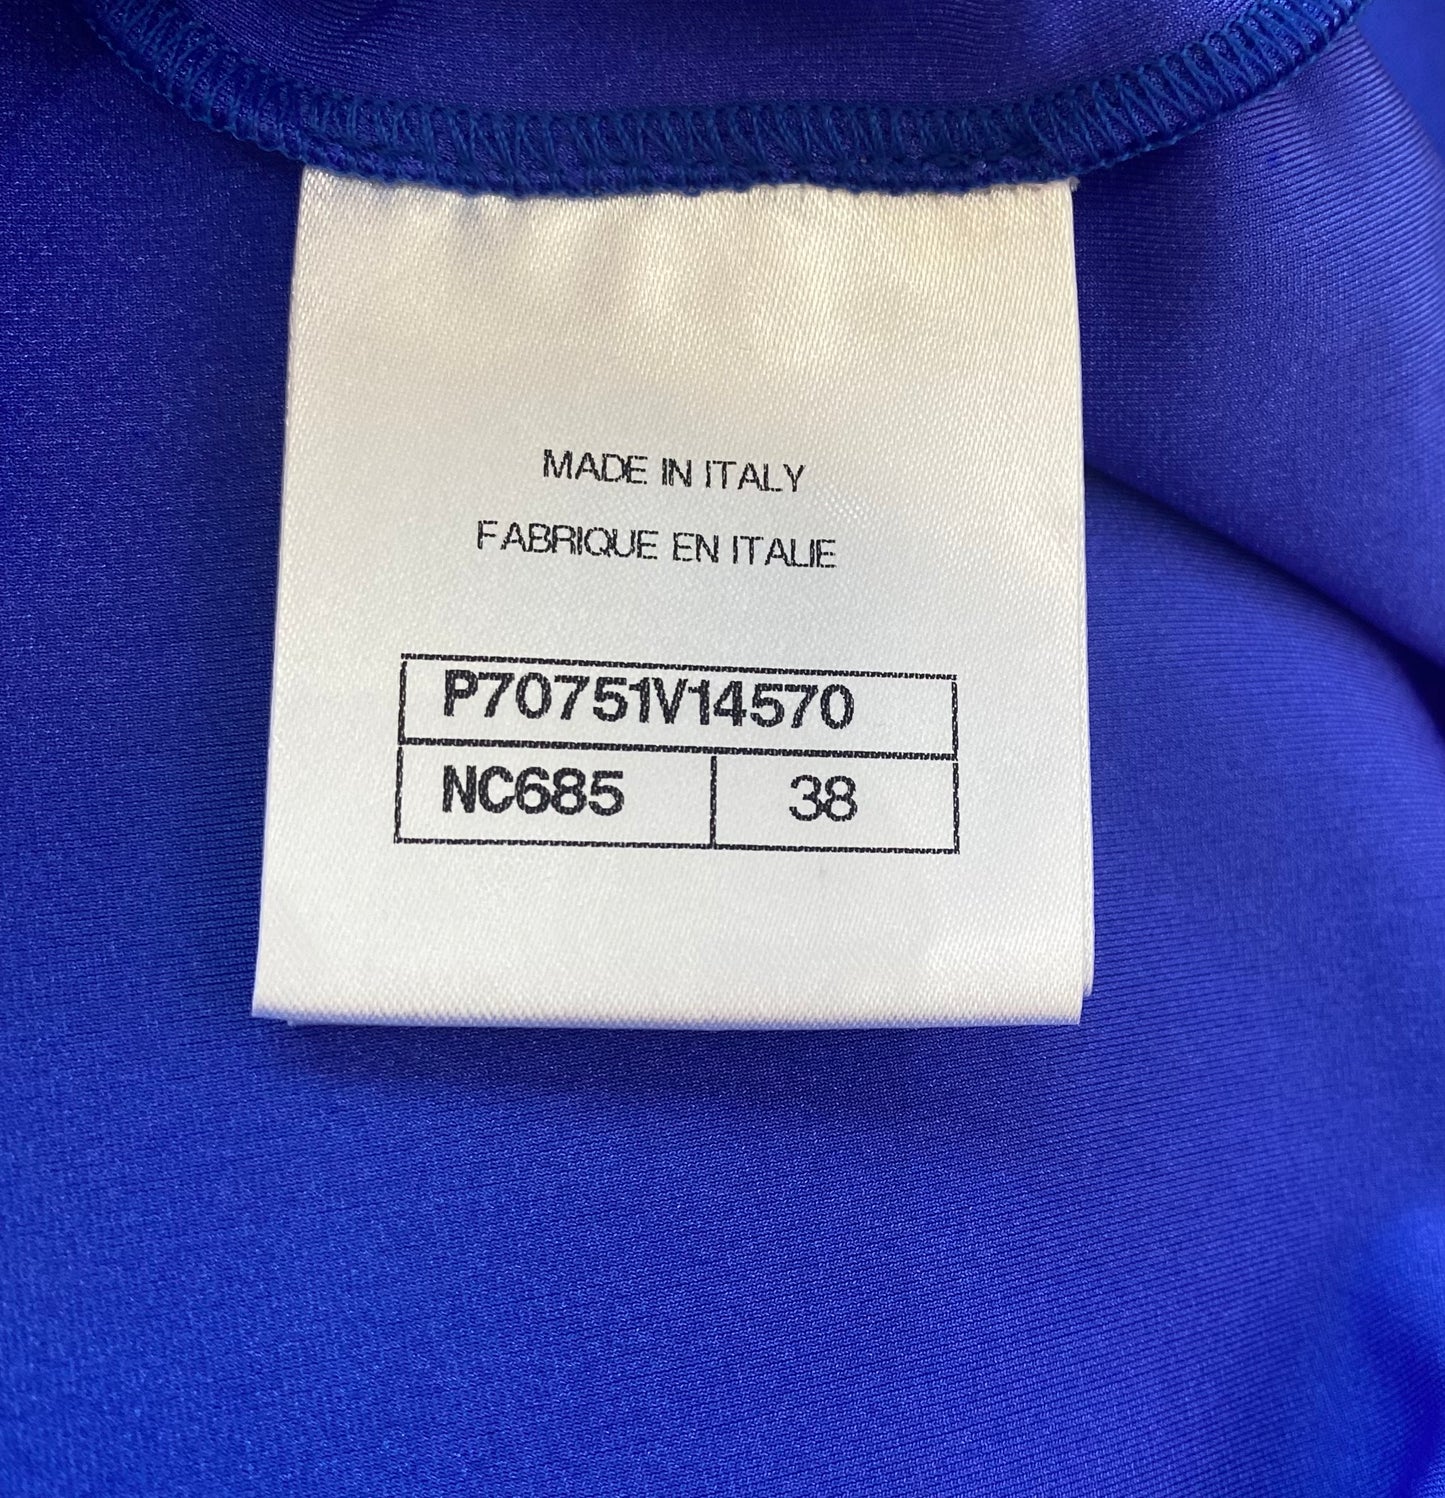 MADE IN ITALY
FABRIQUE EN ITALIE
P70751V14570
NC685 38